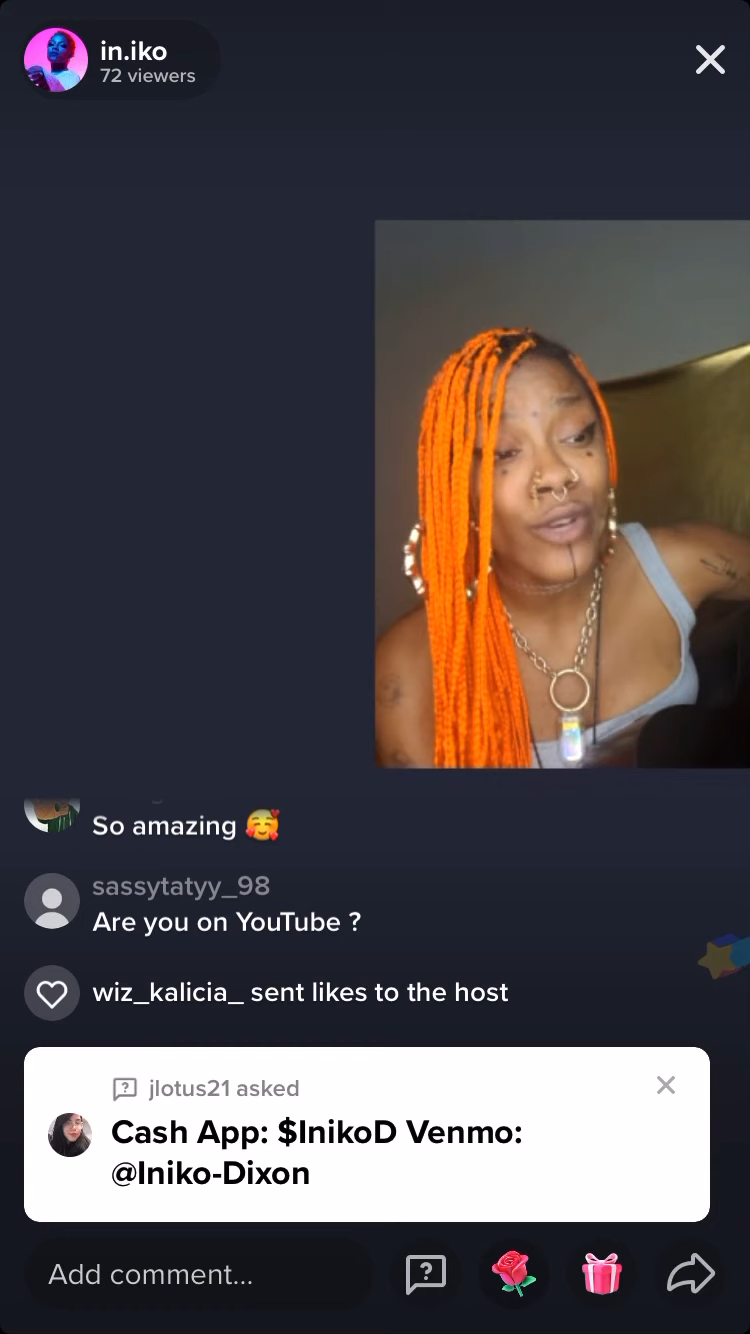 in.iko
72 viewers
So amazing 🥰
sassytatyy_98
Are you on YouTube ?
wiz_kalicia_ sent likes to the host
jlotus21 asked
Cash App: $InikoD Venmo:
@Iniko-Dixon
Add comment...